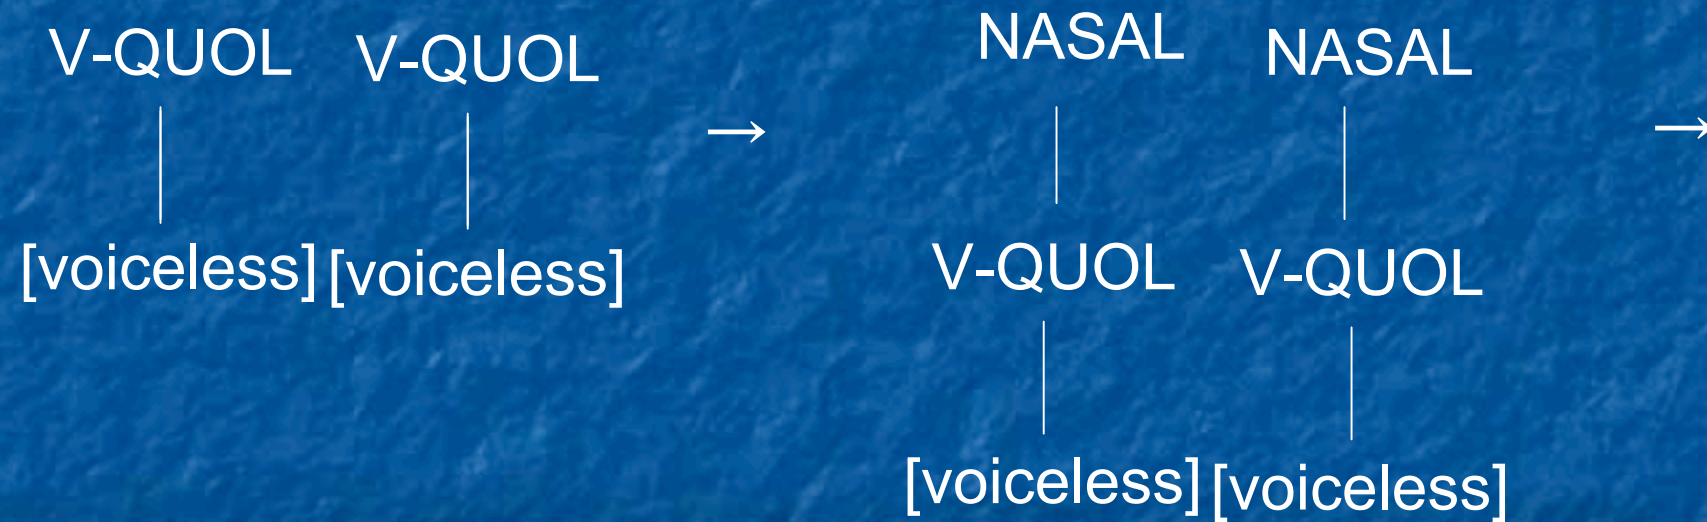 V-QUOL V-QUOL → NASAL NASAL →
[voiceless] [voiceless] V-QUOL V-QUOL
[voiceless] [voiceless]